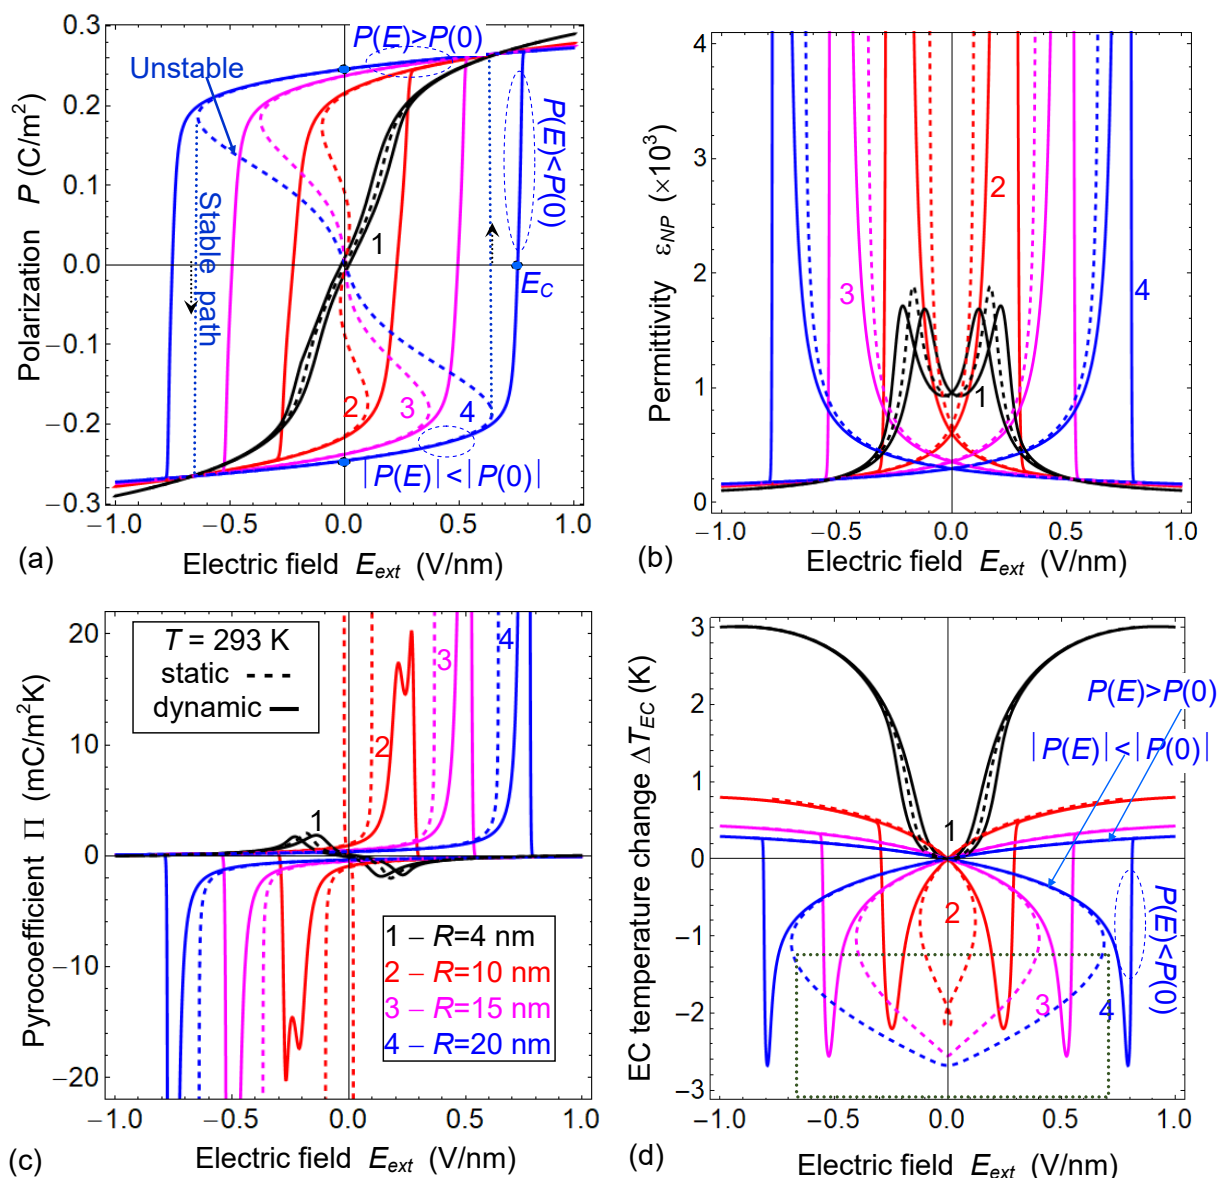 0.3
0.2
0.1
0.0
−0.1
−0.2
−0.3
Polarization P (C/m²)
P(E)>P(0)
Unstable
P(E)<P(0)
Stable path
1
E_C
2
3
4
|P(E)|<|P(0)|
−1.0 −0.5 0.0 0.5 1.0
(a) Electric field E_ext (V/nm)
4
3
2
1
0
Permittivity ε_NP (×10³)
2
3
4
1
−1.0 −0.5 0.0 0.5 1.0
(b) Electric field E_ext (V/nm)
20
10
0
−10
−20
Pyrocoefficient Π (mC/m²K)
T = 293 K
static
dynamic
4
3
2
1
1 – R=4 nm
2 – R=10 nm
3 – R=15 nm
4 – R=20 nm
−1.0 −0.5 0.0 0.5 1.0
(c) Electric field E_ext (V/nm)
3
2
1
0
−1
−2
−3
EC temperature change ΔT_EC (K)
P(E)>P(0)
|P(E)|<|P(0)|
1
2
P(E)<P(0)
3
4
−1.0 −0.5 0.0 0.5 1.0
(d) Electric field E_ext (V/nm)